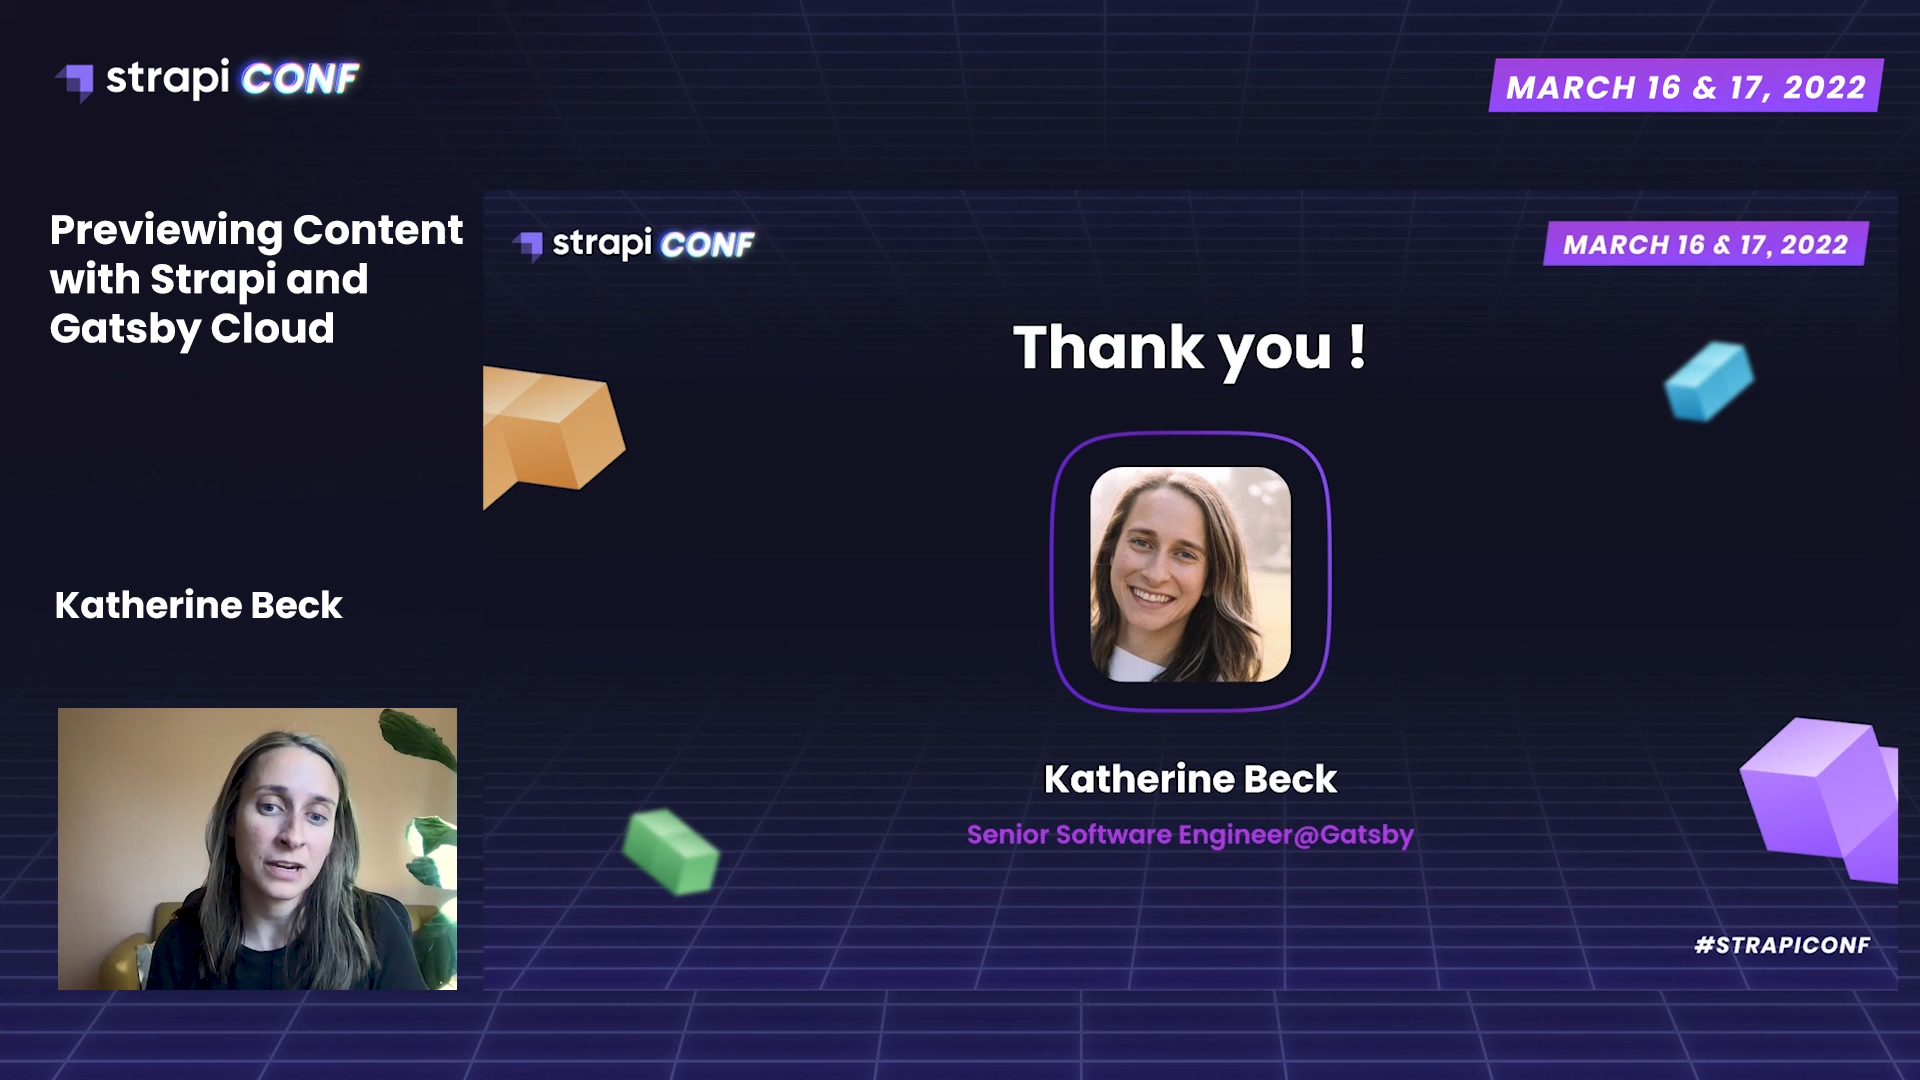 strapi CONF
MARCH 16 & 17, 2022
Previewing Content
with Strapi and
Gatsby Cloud
Katherine Beck
strapi CONF
MARCH 16 & 17, 2022
Thank you !
Katherine Beck
Senior Software Engineer@Gatsby
#STRAPICONF